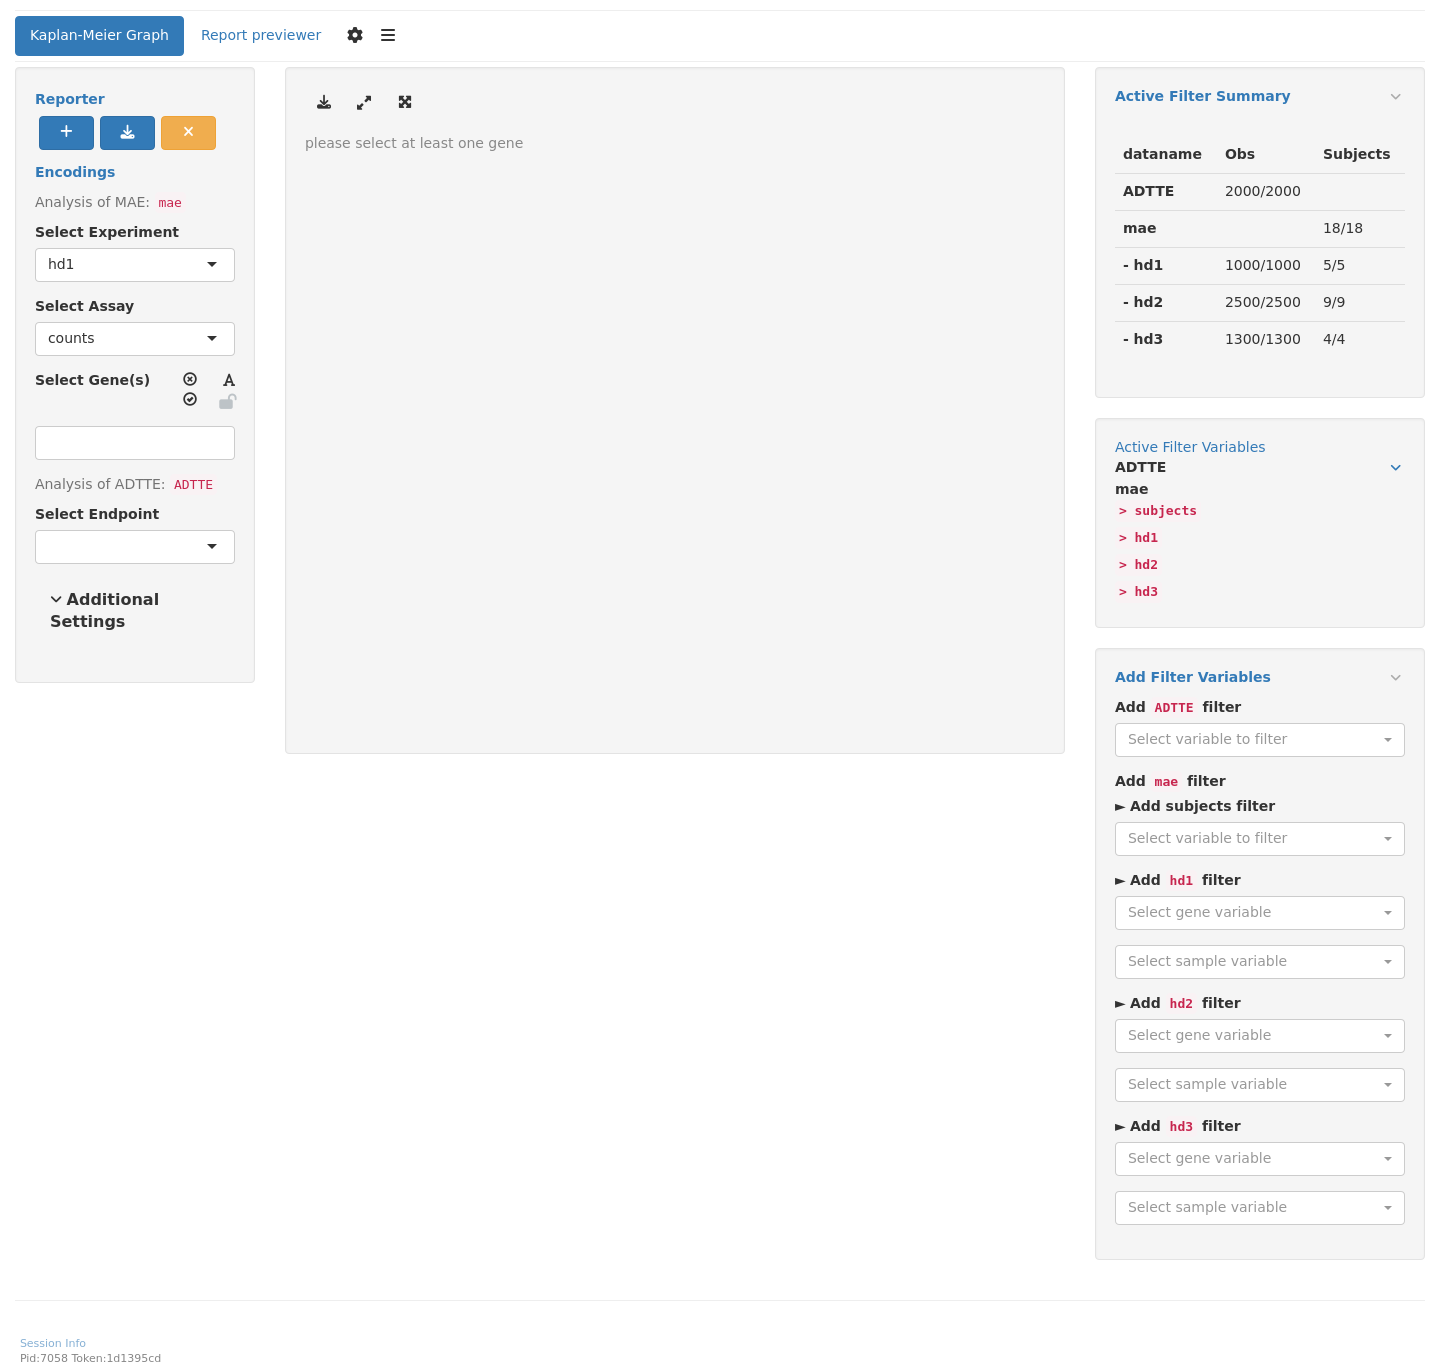 Kaplan-Meier Graph
Report previewer
Reporter
Encodings
Analysis of MAE: mae
Select Experiment
hd1
Select Assay
counts
Select Gene(s)
Analysis of ADTTE: ADTTE
Select Endpoint
Additional
Settings
please select at least one gene
Active Filter Summary
dataname Obs Subjects
ADTTE 2000/2000
mae 18/18
- hd1 1000/1000 5/5
- hd2 2500/2500 9/9
- hd3 1300/1300 4/4
Active Filter Variables
ADTTE
mae
> subjects
> hd1
> hd2
> hd3
Add Filter Variables
Add ADTTE filter
Select variable to filter
Add mae filter
► Add subjects filter
Select variable to filter
► Add hd1 filter
Select gene variable
Select sample variable
► Add hd2 filter
Select gene variable
Select sample variable
► Add hd3 filter
Select gene variable
Select sample variable
Session Info
Pid:7058 Token:1d1395cd